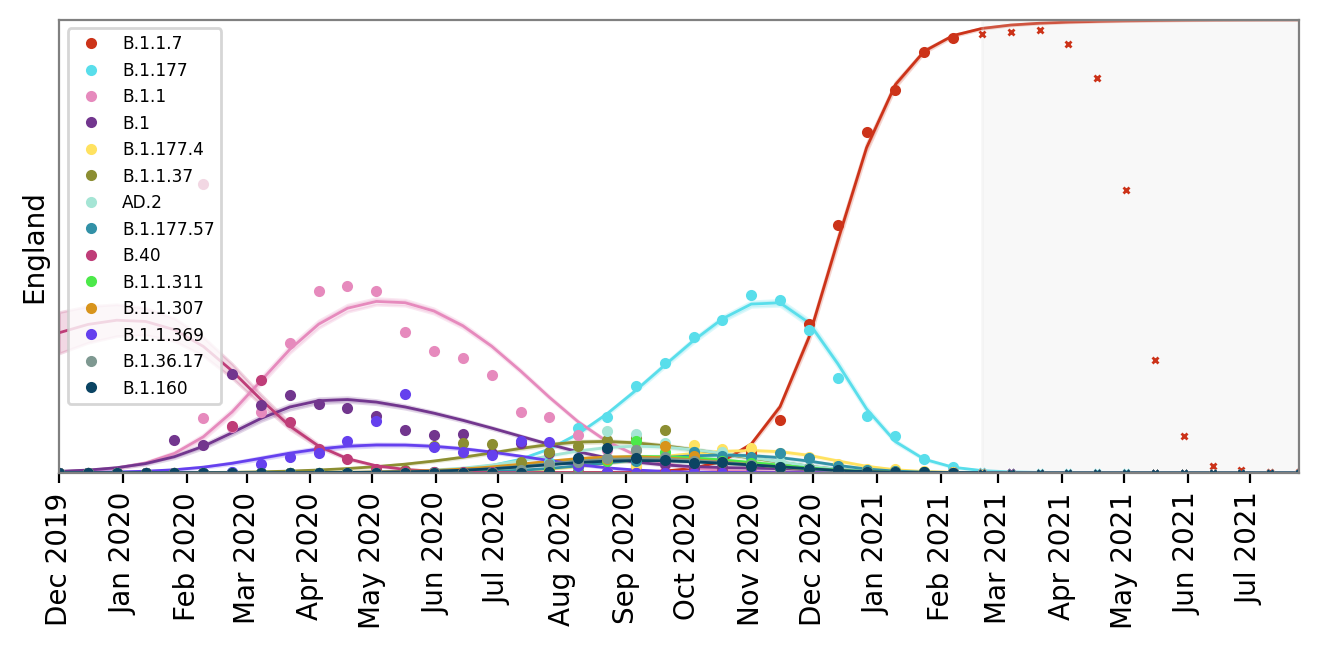 B.1.1.7
B.1.177
B.1.1
B.1
B.1.177.4
B.1.1.37
AD.2
B.1.177.57
B.40
B.1.1.311
B.1.1.307
B.1.1.369
B.1.36.17
B.1.160
England
Dec 2019
Jan 2020
Feb 2020
Mar 2020
Apr 2020
May 2020
Jun 2020
Jul 2020
Aug 2020
Sep 2020
Oct 2020
Nov 2020
Dec 2020
Jan 2021
Feb 2021
Mar 2021
Apr 2021
May 2021
Jun 2021
Jul 2021